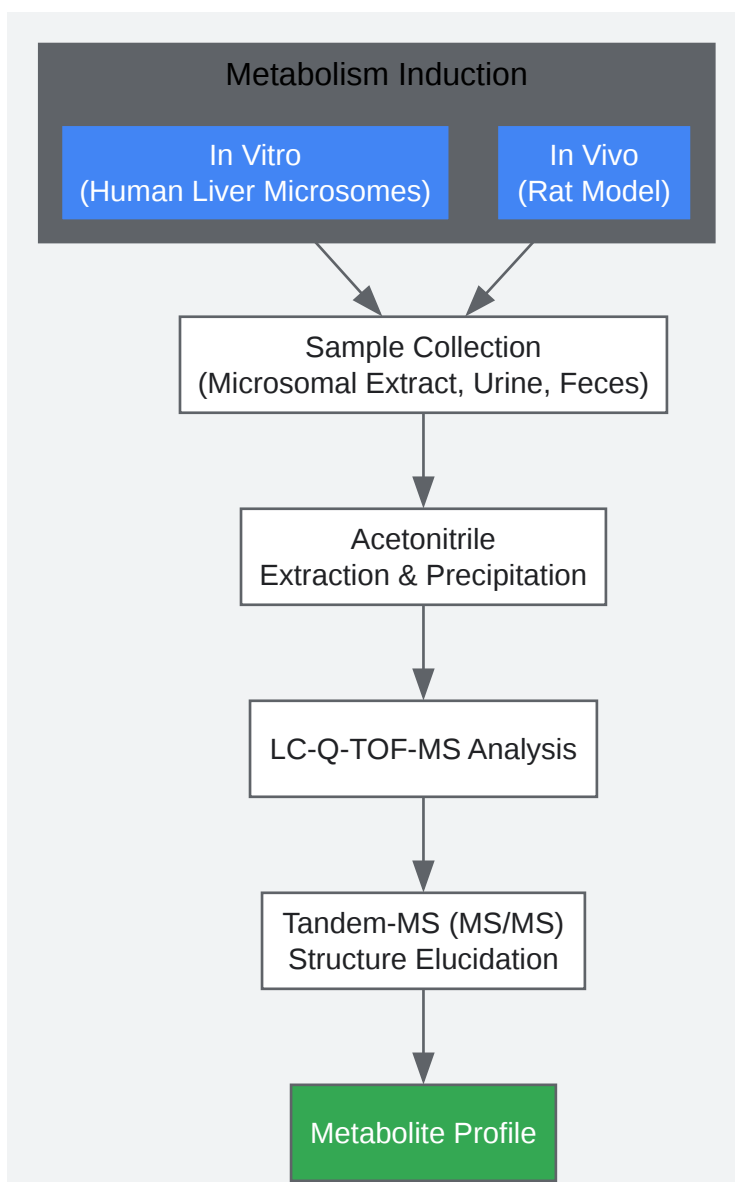 Metabolism Induction
In Vitro
(Human Liver Microsomes)
In Vivo
(Rat Model)
Sample Collection
(Microsomal Extract, Urine, Feces)
Acetonitrile
Extraction & Precipitation
LC-Q-TOF-MS Analysis
Tandem-MS (MS/MS)
Structure Elucidation
Metabolite Profile